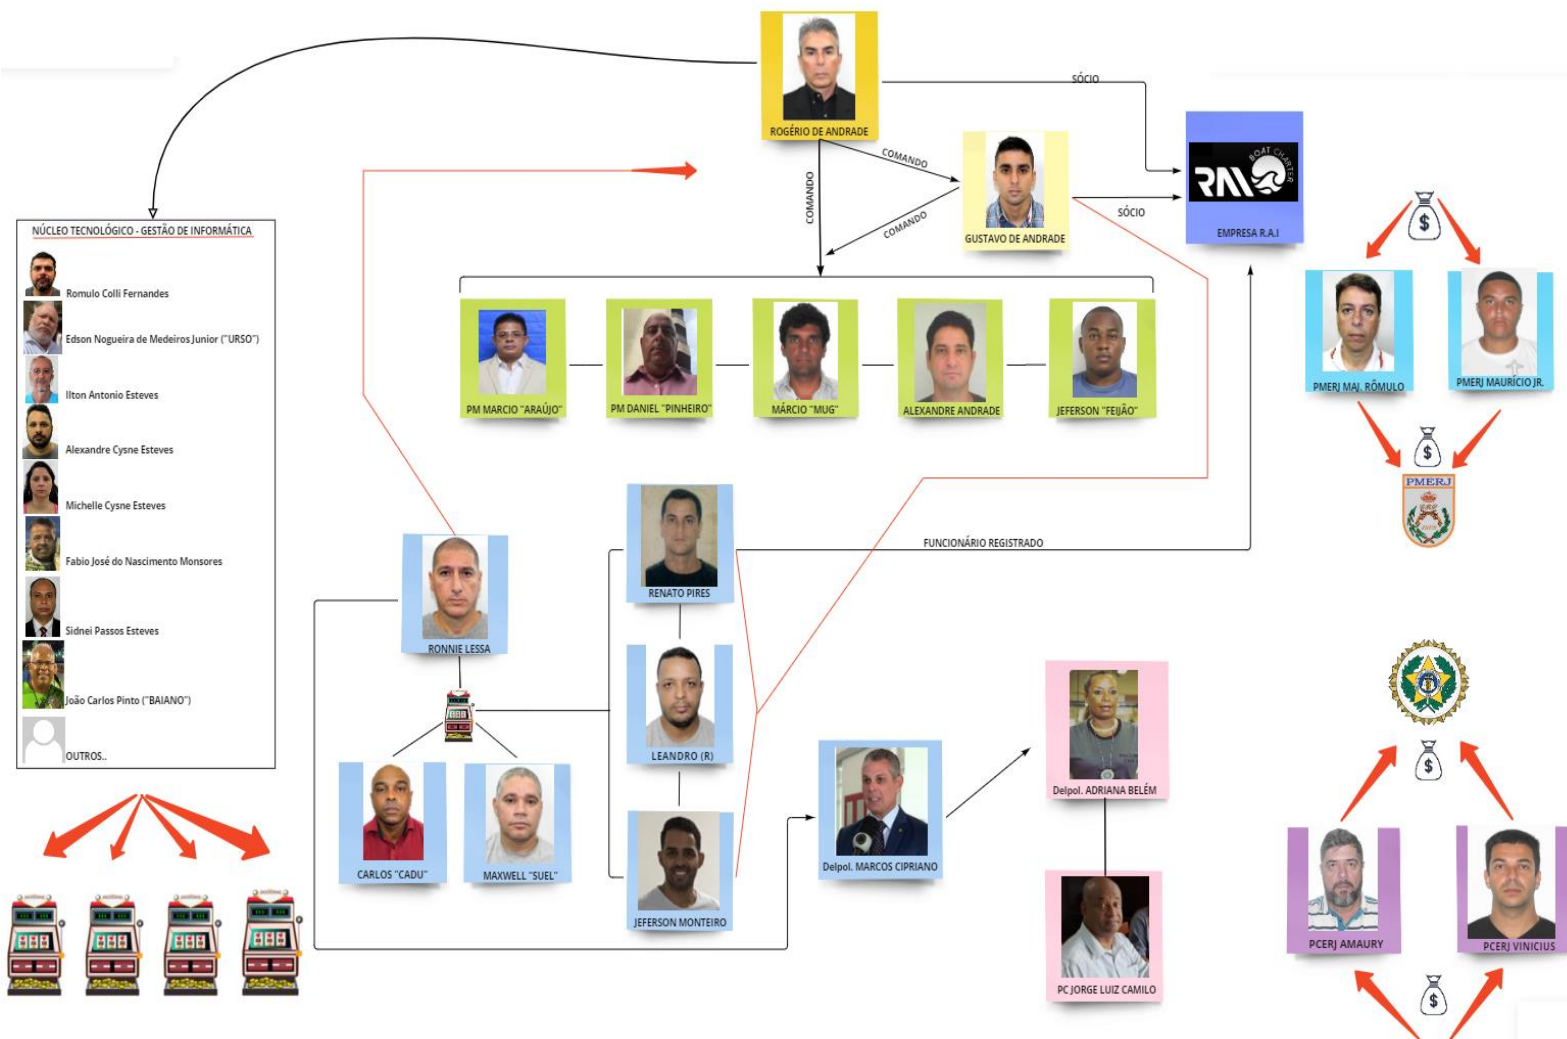 ROGÉRIO DE ANDRADE
SÓCIO
COMANDO
COMANDO
COMANDO
GUSTAVO DE ANDRADE
SÓCIO
RAI
BOAT CHARTER
EMPRESA R.A.I
NÚCLEO TECNOLÓGICO - GESTÃO DE INFORMÁTICA
Romulo Colli Fernandes
Edson Nogueira de Medeiros Junior ("URSO")
Ilton Antonio Esteves
Alexandre Cysne Esteves
Michelle Cysne Esteves
Fabio José do Nascimento Monsores
Sidnei Passos Esteves
João Carlos Pinto ("BAIANO")
OUTROS..
PM MARCIO "ARAÚJO"
PM DANIEL "PINHEIRO"
MÁRCIO "MUG"
ALEXANDRE ANDRADE
JEFERSON "FEIJÃO"
$
PMERJ MAJ. RÔMULO
PMERJ MAURÍCIO JR.
$
PMERJ
RONNIE LESSA
RENATO PIRES
FUNCIONÁRIO REGISTRADO
LEANDRO (R)
JEFERSON MONTEIRO
CARLOS "CADU"
MAXWELL "SUEL"
Delpol. MARCOS CIPRIANO
Delpol. ADRIANA BELÉM
PC JORGE LUIZ CAMILO
$
PCERJ AMAURY
PCERJ VINICIUS
$